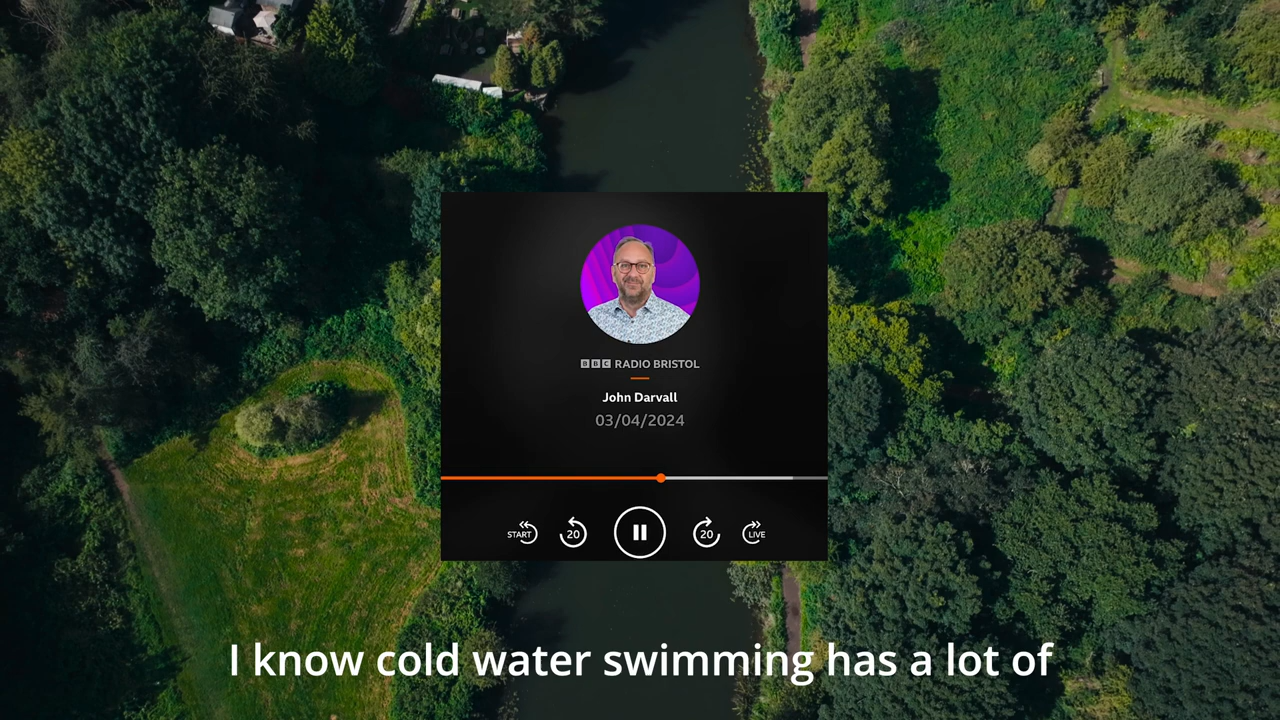 BBC RADIO BRISTOL
John Darvall
03/04/2024
START 20 20 LIVE
I know cold water swimming has a lot of